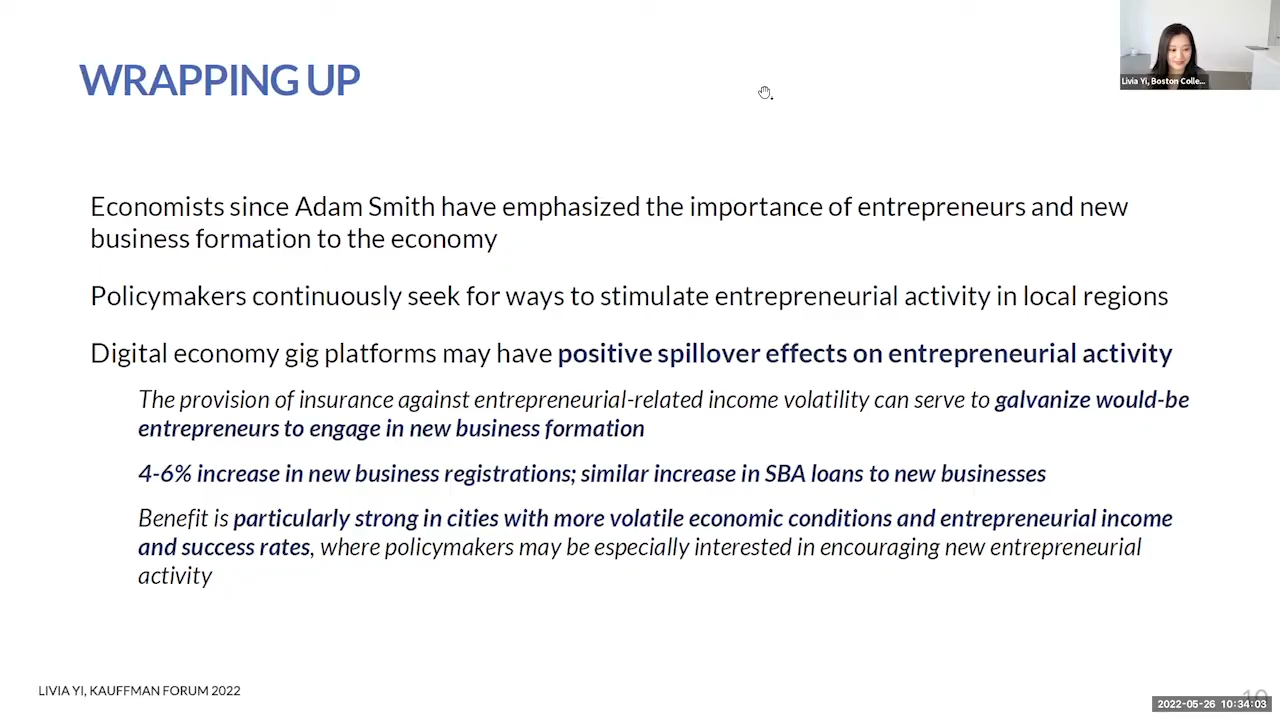 Livia Yi, Boston Colle...
WRAPPING UP
Economists since Adam Smith have emphasized the importance of entrepreneurs and new
business formation to the economy
Policymakers continuously seek for ways to stimulate entrepreneurial activity in local regions
Digital economy gig platforms may have positive spillover effects on entrepreneurial activity
The provision of insurance against entrepreneurial-related income volatility can serve to galvanize would-be
entrepreneurs to engage in new business formation
4-6% increase in new business registrations; similar increase in SBA loans to new businesses
Benefit is particularly strong in cities with more volatile economic conditions and entrepreneurial income
and success rates, where policymakers may be especially interested in encouraging new entrepreneurial
activity
LIVIA YI, KAUFFMAN FORUM 2022
2022-05-26 10:34:03